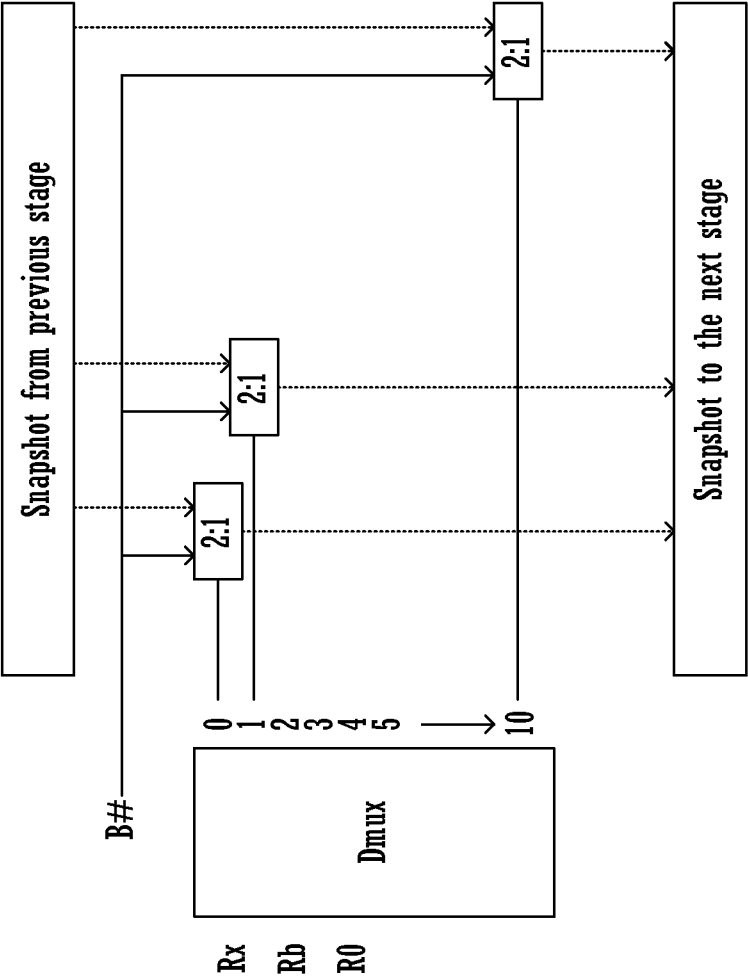 Snapshot from previous stage
B#
2:1
2:1
2:1
Rx
Rb
R0
Dmux
0
1
2
3
4
5
10
Snapshot to the next stage